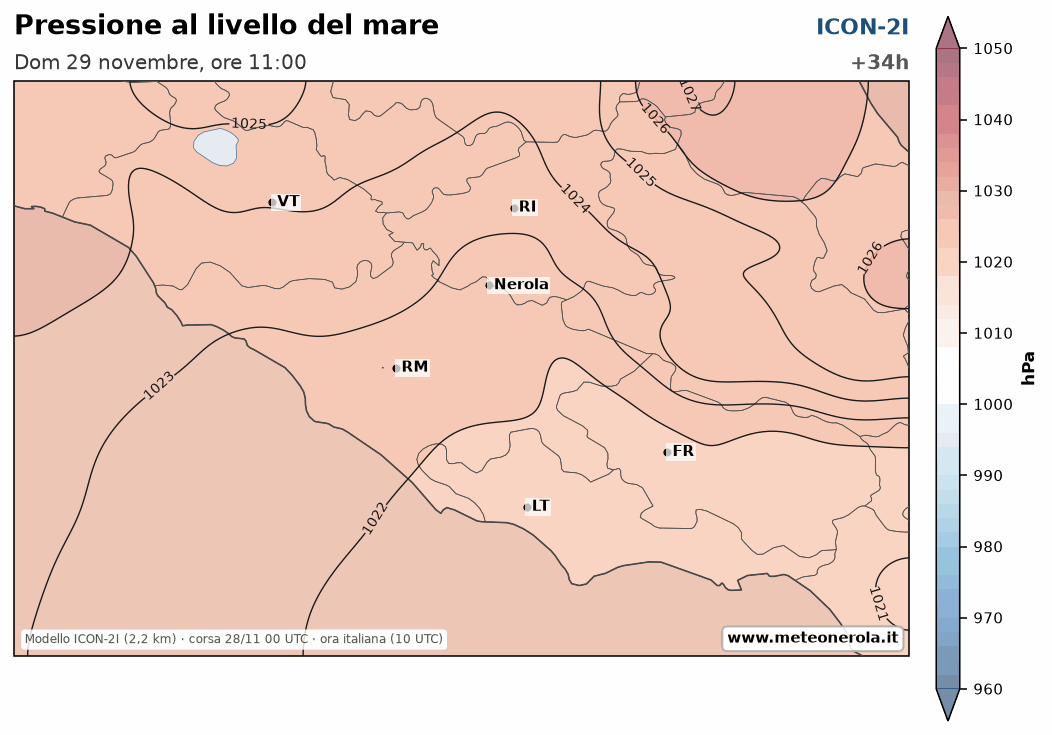 Pressione al livello del mare
ICON-2I
Dom 29 novembre, ore 11:00
+34h
1025
1027
1026
1025
1024
VT
RI
1026
Nerola
RM
1023
FR
LT
1022
1021
Modello ICON-2I (2,2 km) · corsa 28/11 00 UTC · ora italiana (10 UTC)
www.meteonerola.it
1050
1040
1030
1020
1010
1000
990
980
970
960
hPa